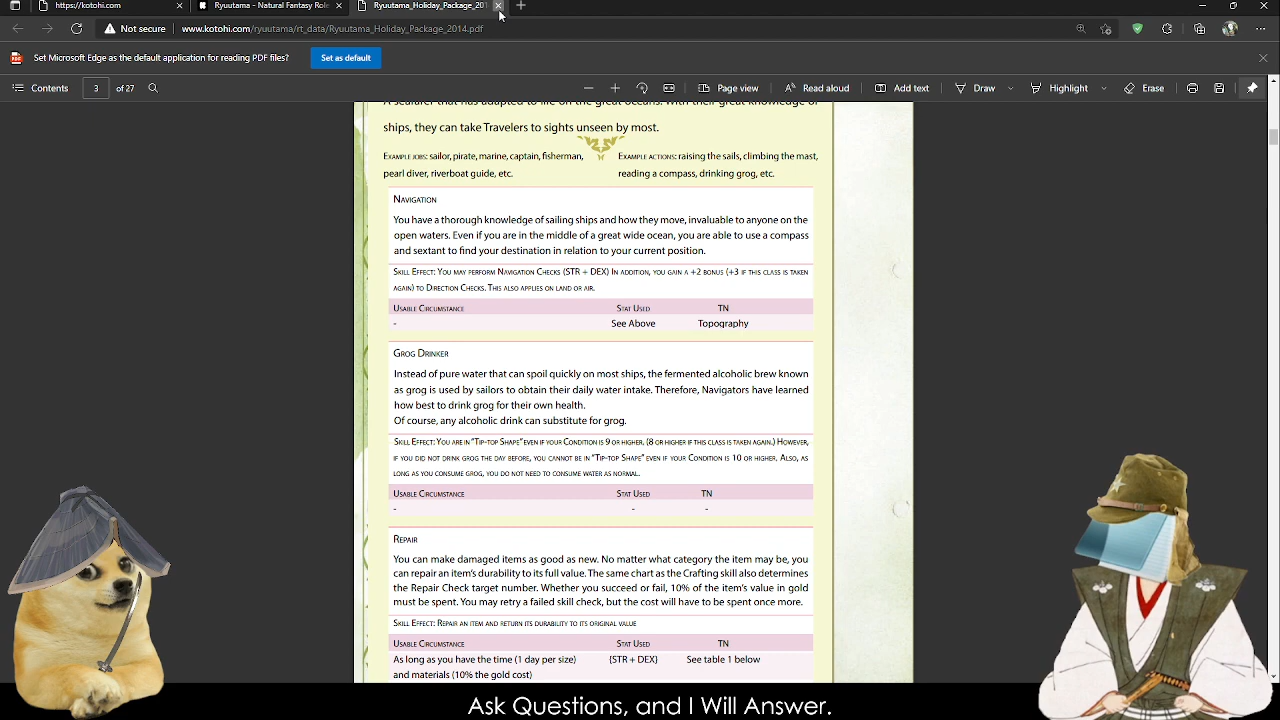 https://kotohi.com
Ryuutama - Natural Fantasy Role
Ryuutama_Holiday_Package_20
Not secure | www.kotohi.com/ryuutama/rt_data/Ryuutama_Holiday_Package_2014.pdf
Set Microsoft Edge as the default application for reading PDF files? Set as default
Contents 3 of 27 Page view Read aloud Add text Draw Highlight Erase
A seafarer that has adapted to life on the great oceans. With their great knowledge of
ships, they can take Travelers to sights unseen by most.
Example jobs: sailor, pirate, marine, captain, fisherman,
pearl diver, riverboat guide, etc.
Example actions: raising the sails, climbing the mast,
reading a compass, drinking grog, etc.
Navigation
You have a thorough knowledge of sailing ships and how they move, invaluable to anyone on the
open waters. Even if you are in the middle of a great wide ocean, you are able to use a compass
and sextant to find your destination in relation to your current position.
Skill Effect: You may perform Navigation Checks (STR + DEX) In addition, you gain a +2 bonus (+3 if this class is taken
again) to Direction Checks. This also applies on land or air.
Usable Circumstance Stat Used TN
- See Above Topography
Grog Drinker
Instead of pure water that can spoil quickly on most ships, the fermented alcoholic brew known
as grog is used by sailors to obtain their daily water intake. Therefore, Navigators have learned
how best to drink grog for their own health.
Of course, any alcoholic drink can substitute for grog.
Skill Effect: You are in "Tip-top Shape" even if your Condition is 9 or higher. (8 or higher if this class is taken again.) However,
if you did not drink grog the day before, you cannot be in "Tip-top Shape" even if your Condition is 10 or higher. Also, as
long as you consume grog, you do not need to consume water as normal.
Usable Circumstance Stat Used TN
- - -
Repair
You can make damaged items as good as new. No matter what category the item may be, you
can repair an item's durability to its full value. The same chart as the Crafting skill also determines
the Repair Check target number. Whether you succeed or fail, 10% of the item's value in gold
must be spent. You may retry a failed skill check, but the cost will have to be spent once more.
Skill Effect: Repair an item and return its durability to its original value
Usable Circumstance Stat Used TN
As long as you have the time (1 day per size) (STR + DEX) See table 1 below
and materials (10% the gold cost)
Ask Questions, and I Will Answer.